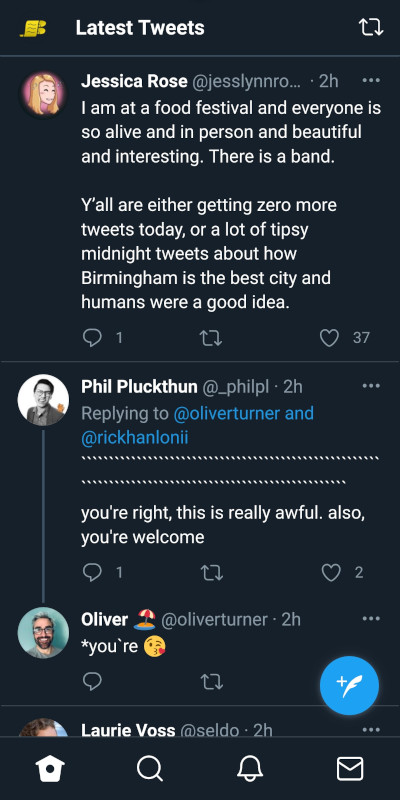 Latest Tweets
Jessica Rose @jesslynnro... · 2h
I am at a food festival and everyone is
so alive and in person and beautiful
and interesting. There is a band.
Y’all are either getting zero more
tweets today, or a lot of tipsy
midnight tweets about how
Birmingham is the best city and
humans were a good idea.
1 37
Phil Pluckthun @_philpl · 2h
Replying to @oliverturner and
@rickhanlonii
``````````````````````````````````````````````````````
````````````````````````````````````````````````
you're right, this is really awful. also,
you're welcome
1 2
Oliver 🏖 @oliverturner · 2h
*you`re 😘
Laurie Voss @seldo · 2h